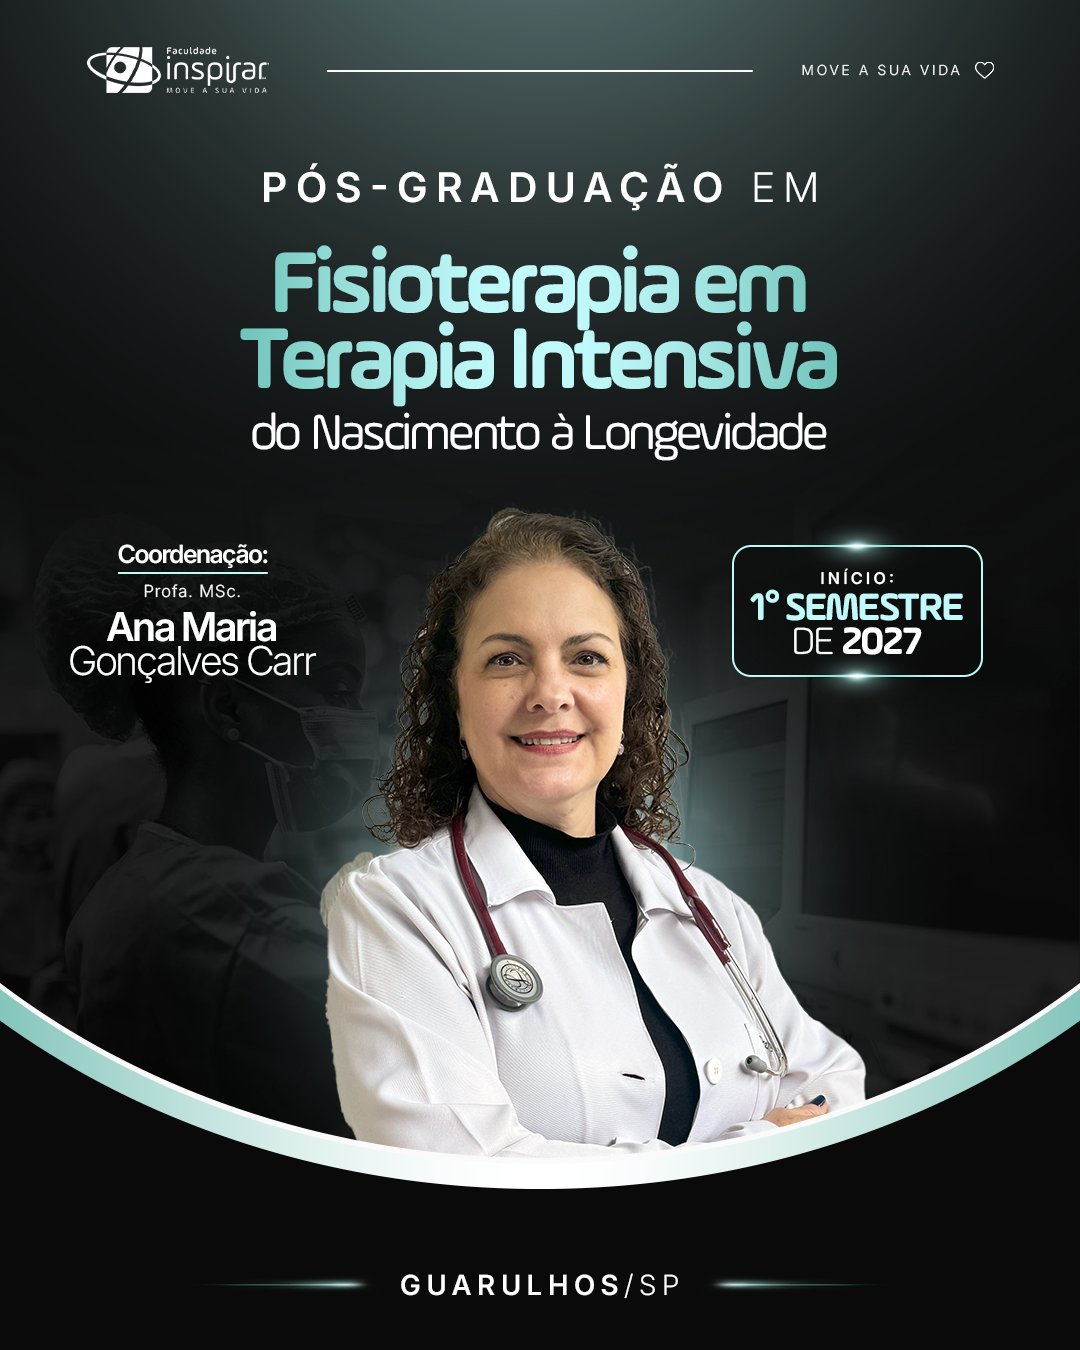 Faculdade
inspirar
MOVE A SUA VIDA
MOVE A SUA VIDA
PÓS-GRADUAÇÃO EM
Fisioterapia em
Terapia Intensiva
do Nascimento à Longevidade
Coordenação:
Profa. MSc.
Ana Maria
Gonçalves Carr
INÍCIO:
1º SEMESTRE
DE 2027
GUARULHOS/SP